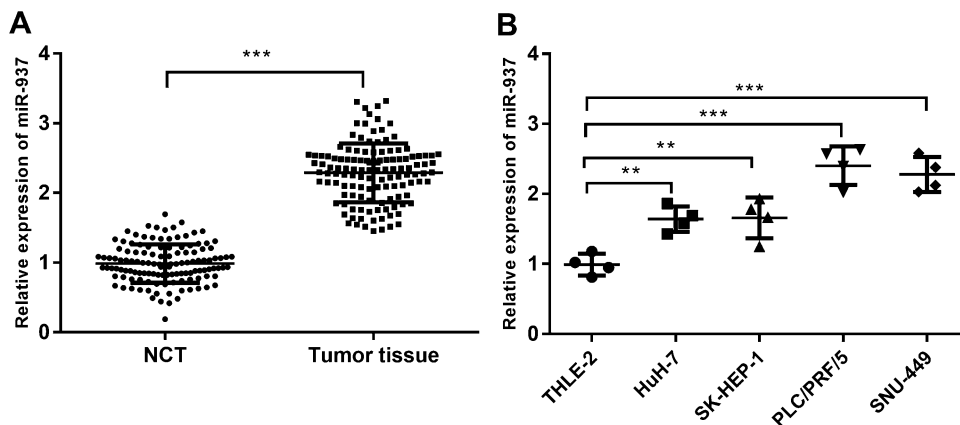 A
Relative expression of miR-937
4
3
2
1
0
***
NCT
Tumor tissue
B
Relative expression of miR-937
4
3
2
1
0
***
***
**
**
THLE-2
HuH-7
SK-HEP-1
PLC/PRF/5
SNU-449